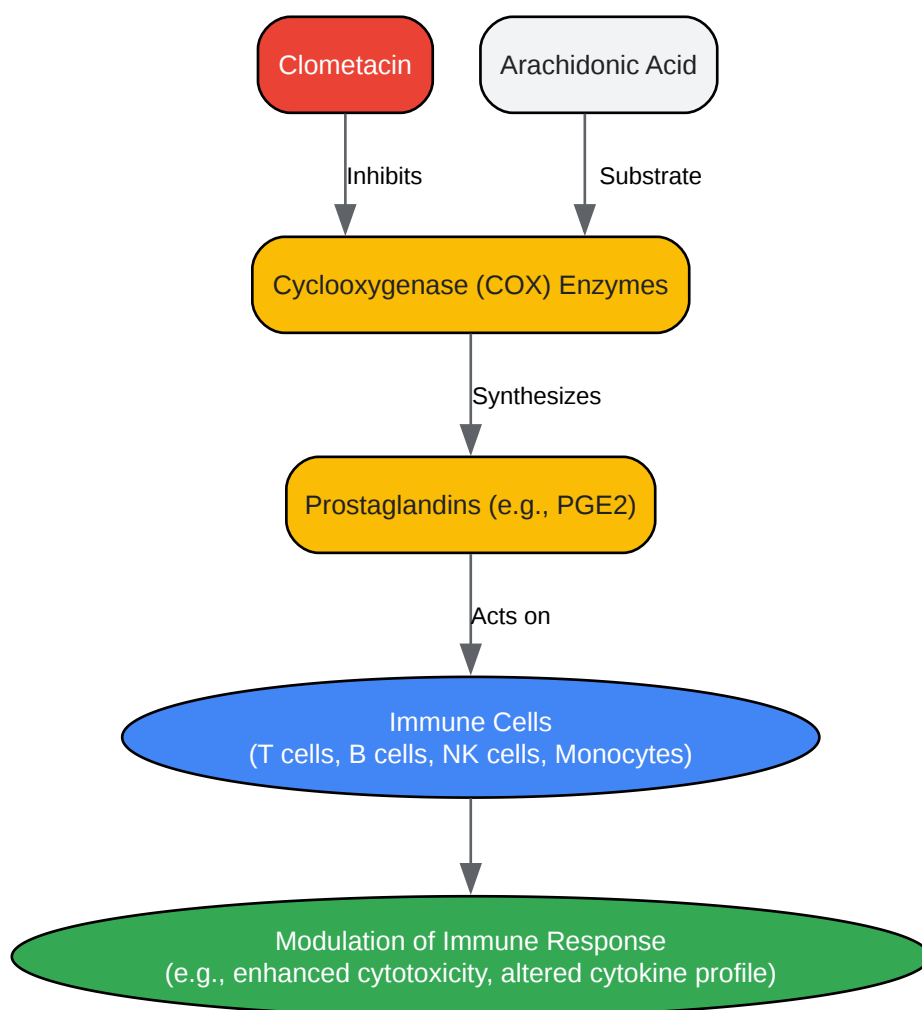 Clometacin
Arachidonic Acid
Inhibits
Substrate
Cyclooxygenase (COX) Enzymes
Synthesizes
Prostaglandins (e.g., PGE2)
Acts on
Immune Cells
(T cells, B cells, NK cells, Monocytes)
Modulation of Immune Response
(e.g., enhanced cytotoxicity, altered cytokine profile)